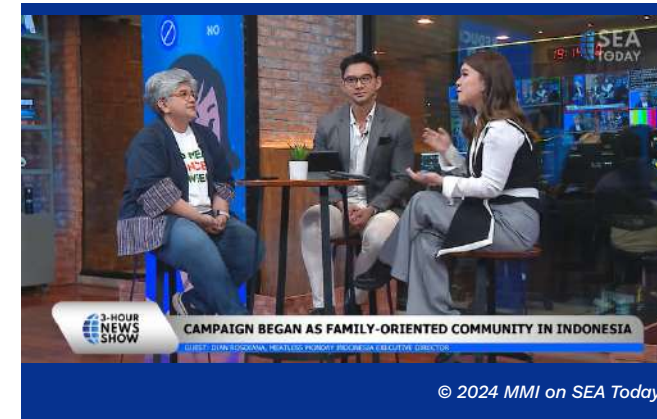 NO
SEA
TODAY
3-HOUR
NEWS
SHOW
CAMPAIGN BEGAN AS FAMILY-ORIENTED COMMUNITY IN INDONESIA
GUEST: DIAN ROSDIANA, MEATLESS MONDAY INDONESIA EXECUTIVE DIRECTOR
© 2024 MMI on SEA Today